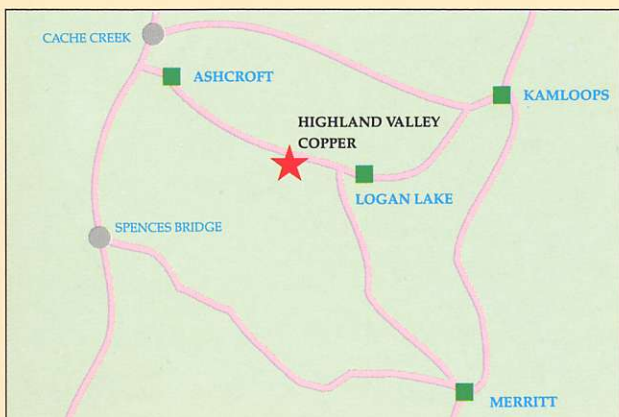 CACHE CREEK
ASHCROFT
KAMLOOPS
HIGHLAND VALLEY
COPPER
LOGAN LAKE
SPENCES BRIDGE
MERRITT